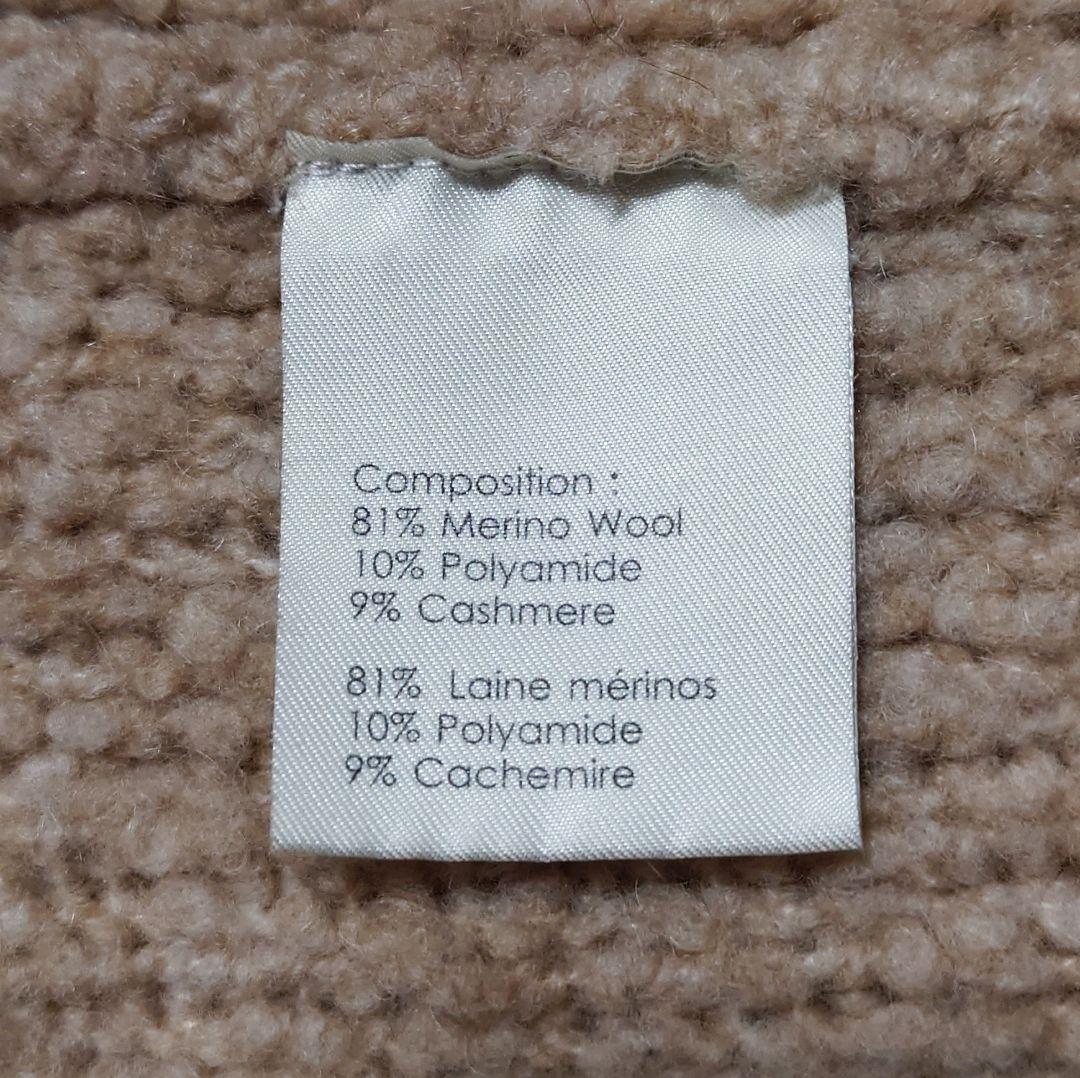 Composition :
81% Merino Wool
10% Polyamide
9% Cashmere
81% Laine mérinos
10% Polyamide
9% Cachemire